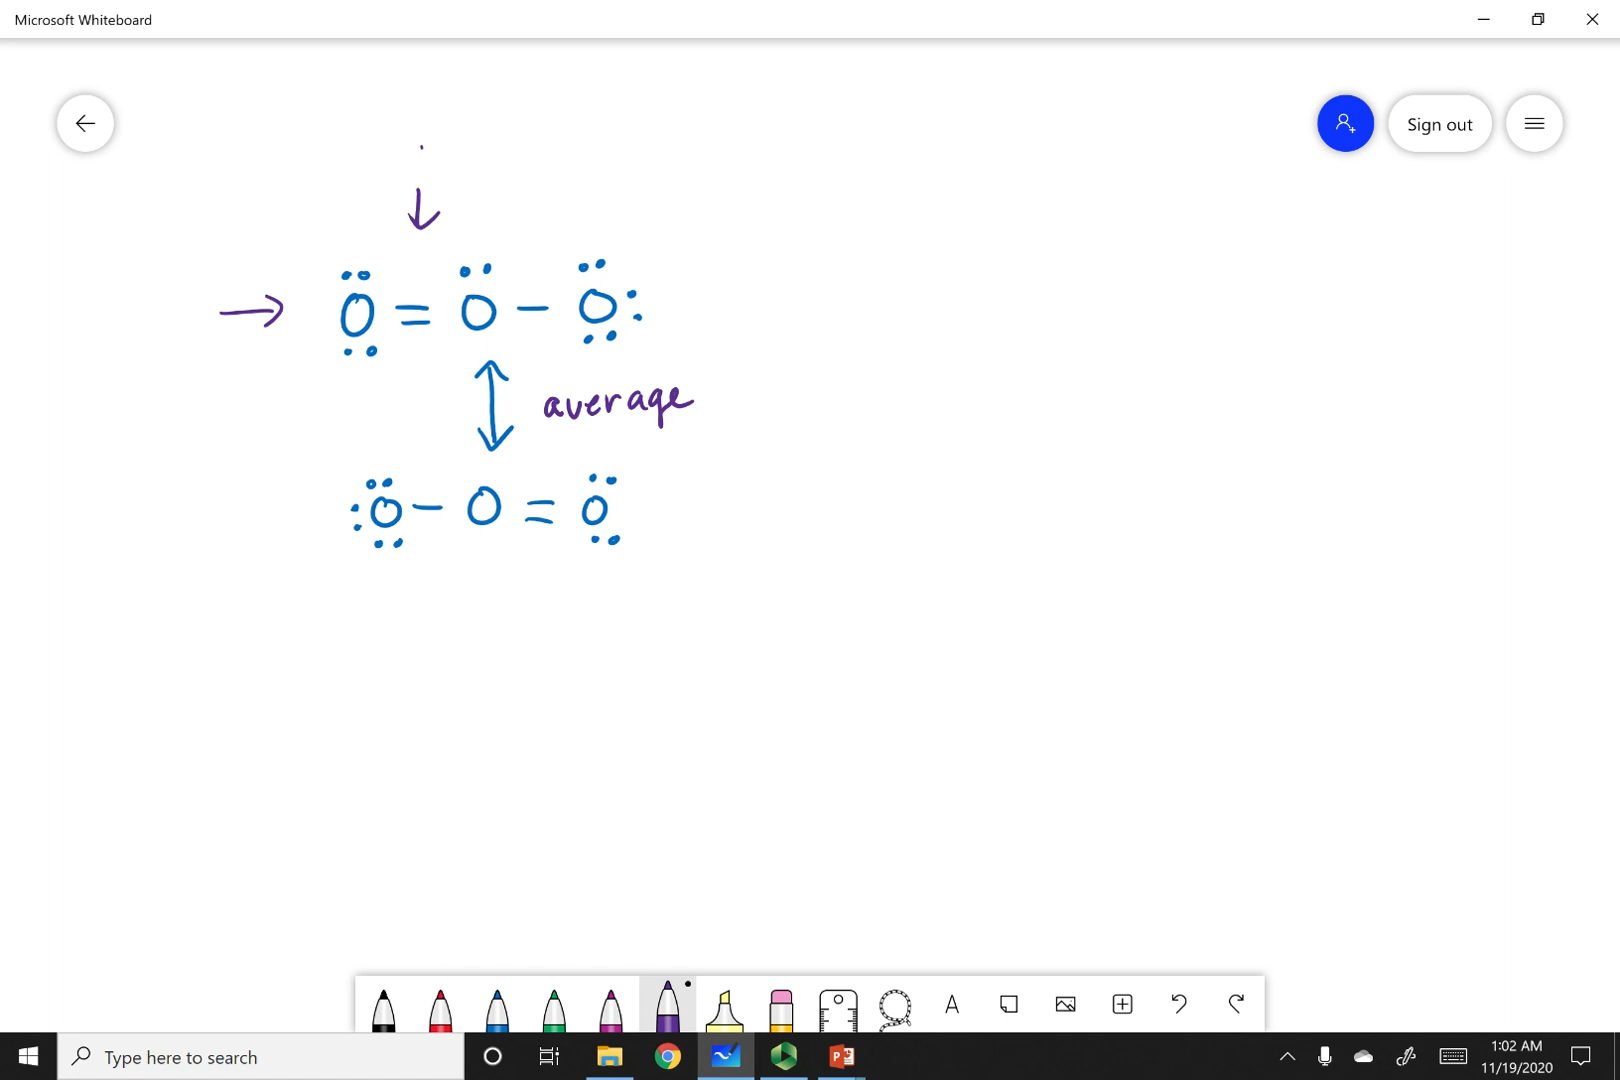 Microsoft Whiteboard
Sign out
O = O - O
average
O - O = O
A
Type here to search
1:02 AM
11/19/2020